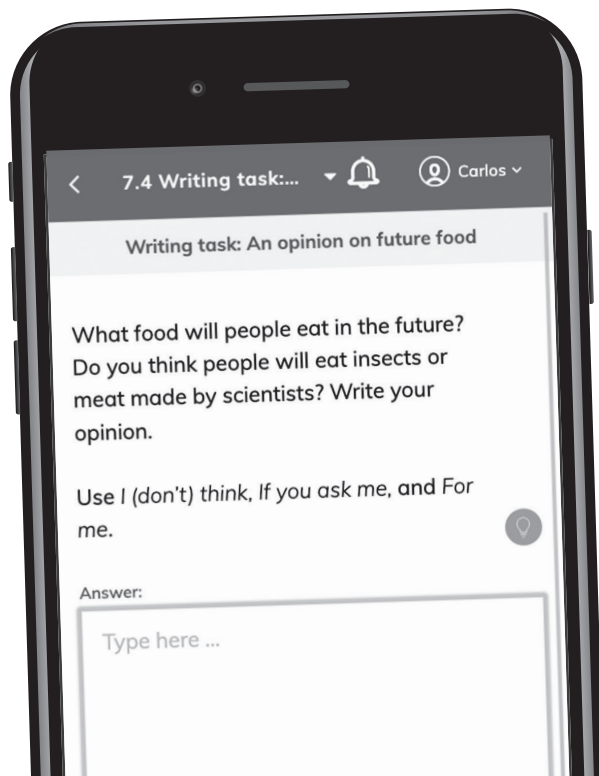 7.4 Writing task:...
Carlos
Writing task: An opinion on future food
What food will people eat in the future?
Do you think people will eat insects or
meat made by scientists? Write your
opinion.
Use I (don't) think, If you ask me, and For
me.
Answer:
Type here ...